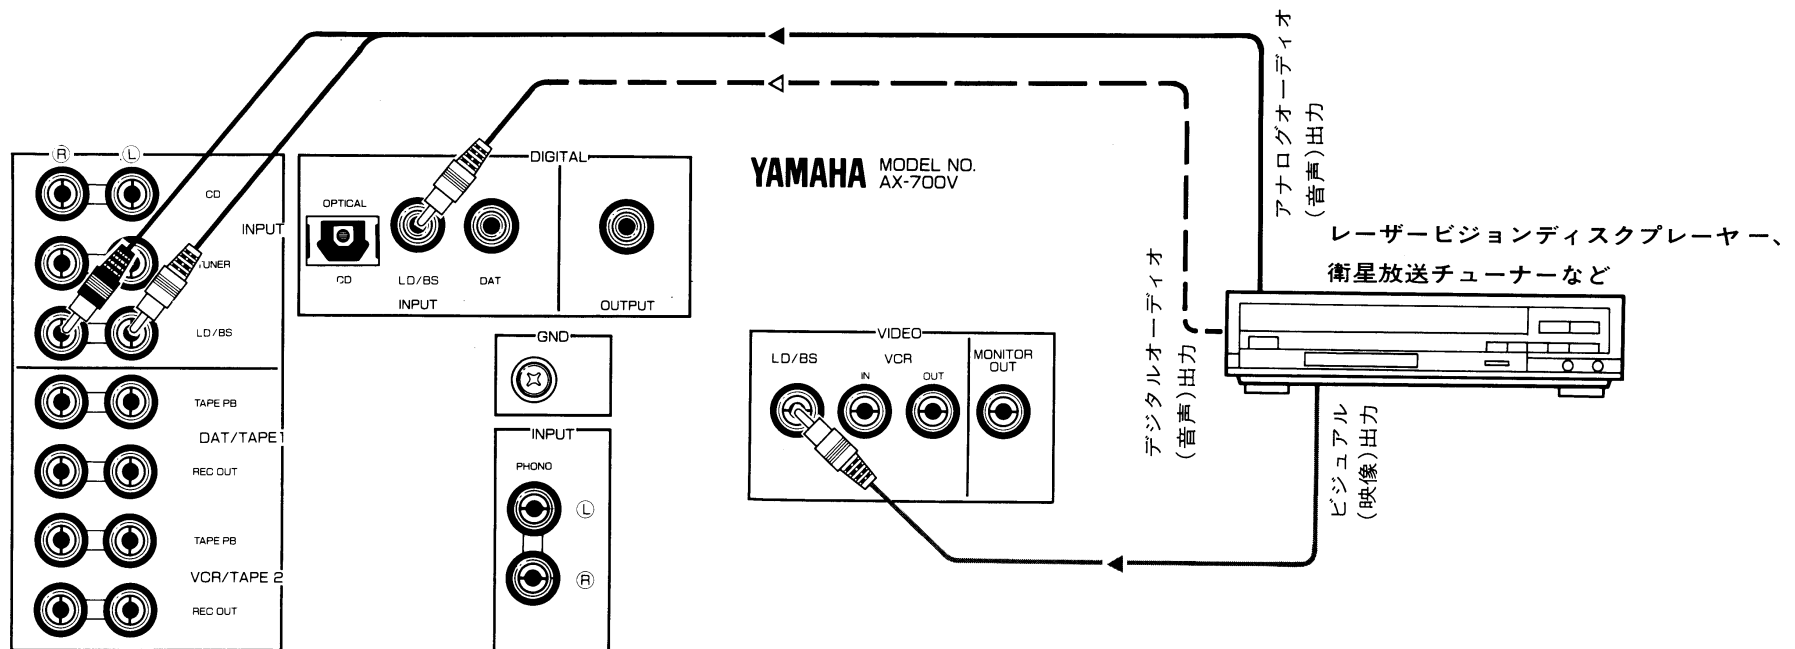 Ⓡ Ⓛ
CD
INPUT
TUNER
LD/BS
TAPE PB
DAT/TAPE 1
REC OUT
TAPE PB
VCR/TAPE 2
REC OUT
DIGITAL
OPTICAL
CD
LD/BS
DAT
INPUT
OUTPUT
GND
INPUT
PHONO
Ⓛ
Ⓡ
YAMAHA
MODEL NO.
AX-700V
VIDEO
LD/BS
VCR
IN
OUT
MONITOR
OUT
アナログオーディオ
(音声)出力
デジタルオーディオ
(音声)出力
レーザービジョンディスクプレーヤー、
衛星放送チューナーなど
ビジュアル
(映像)出力